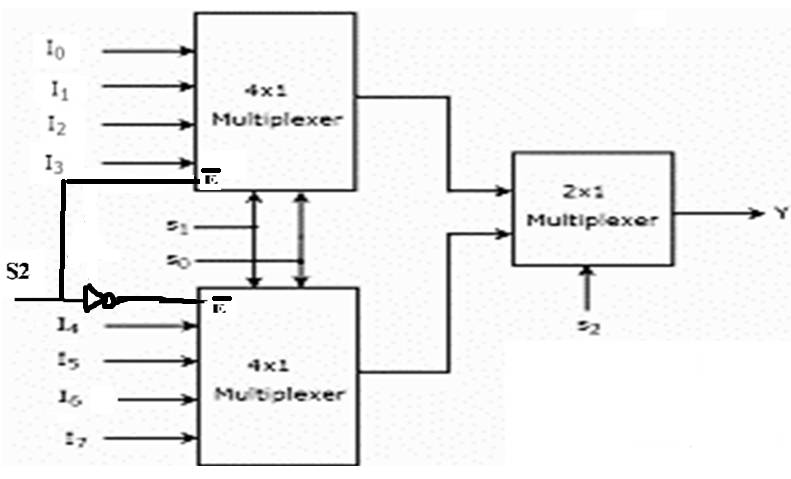 I0
I1
I2
I3
4x1
Multiplexer
E
s1
s0
S2
E
I4
I5
I6
I7
4x1
Multiplexer
2x1
Multiplexer
Y
s2